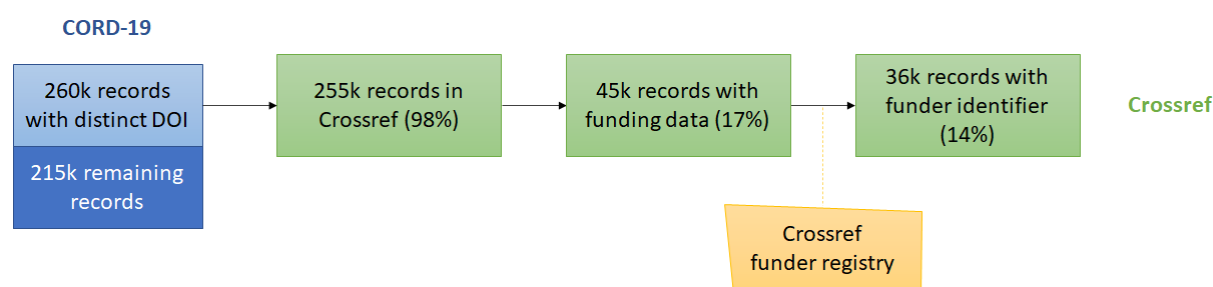 CORD-19
260k records
with distinct DOI
215k remaining
records
255k records in
Crossref (98%)
45k records with
funding data (17%)
36k records with
funder identifier
(14%)
Crossref
Crossref
funder registry